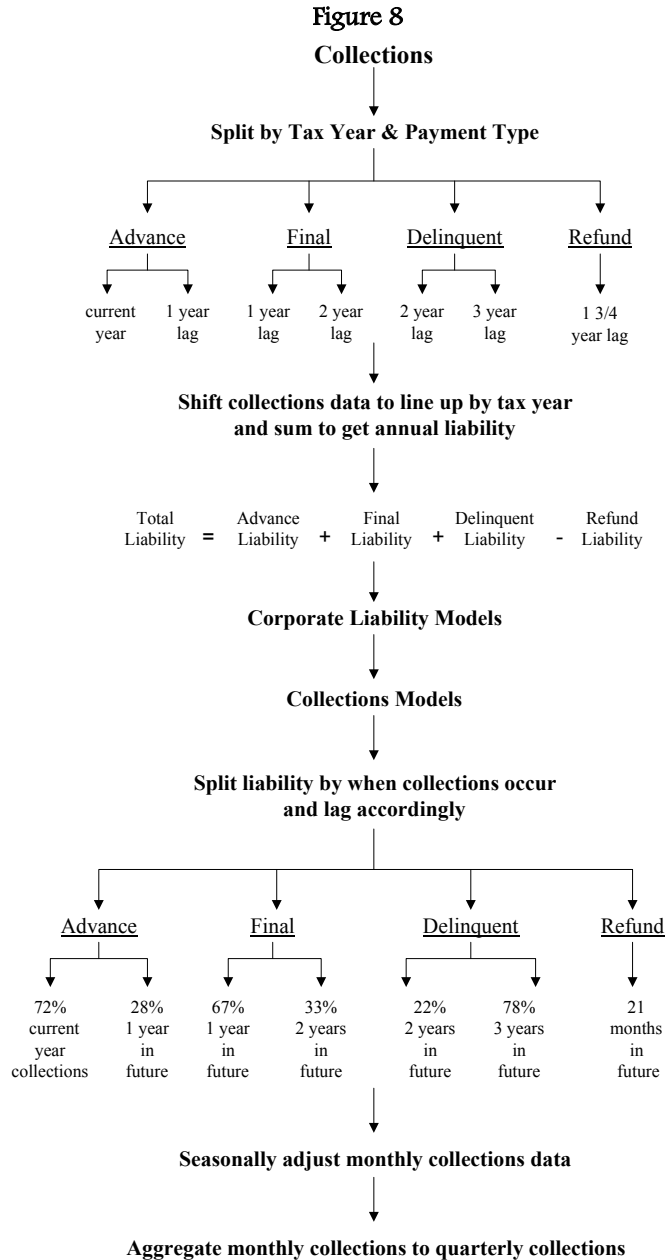 Figure 8
Collections
Split by Tax Year & Payment Type
Advance Final Delinquent Refund
current 1 year 1 year 2 year 2 year 3 year 1 3/4
year lag lag lag lag lag year lag
Shift collections data to line up by tax year
and sum to get annual liability
Total Advance Final Delinquent Refund
Liability = Liability + Liability + Liability - Liability
Corporate Liability Models
Collections Models
Split liability by when collections occur
and lag accordingly
Advance Final Delinquent Refund
72% 28% 67% 33% 22% 78% 21
current 1 year 1 year 2 years 2 years 3 years months
year in in in in in in
collections future future future future future future
Seasonally adjust monthly collections data
Aggregate monthly collections to quarterly collections